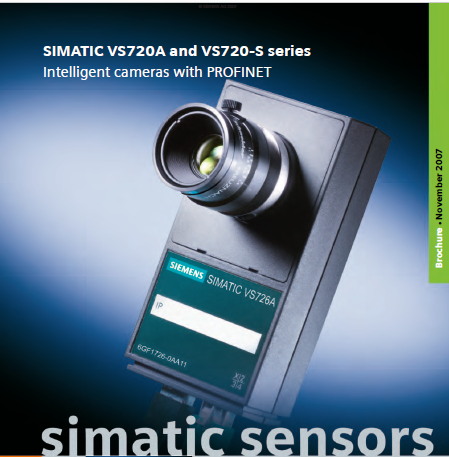 SIMATIC VS720A and VS720-S series
Intelligent cameras with PROFINET
Brochure • November 2007
SIEMENS SIMATIC VS726A
IP
6GF1726-0AA11
simatic sensors